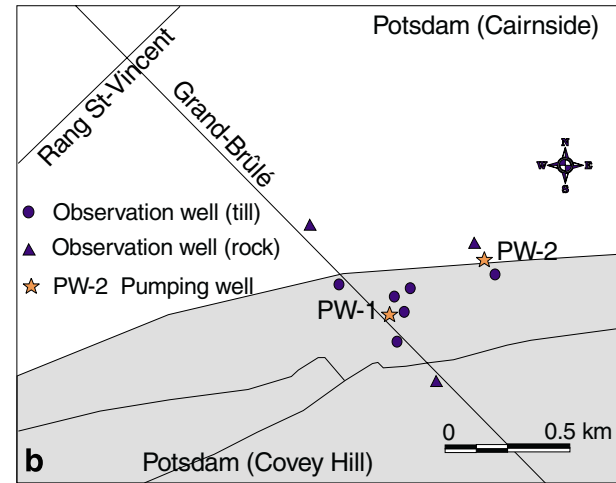 Potsdam (Cairnside)
Rang St-Vincent
Grand-Brûlé
N
W E
S
Observation well (till)
Observation well (rock)
PW-2 Pumping well
PW-2
PW-1
0 0.5 km
b
Potsdam (Covey Hill)